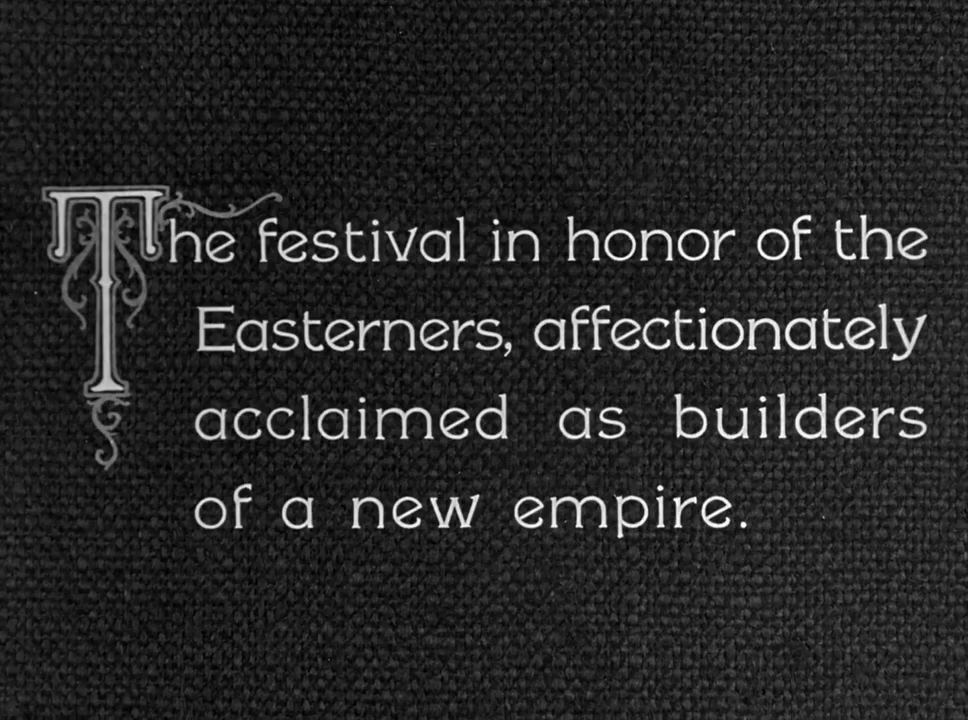 The festival in honor of the
Easterners, affectionately
acclaimed as builders
of a new empire.